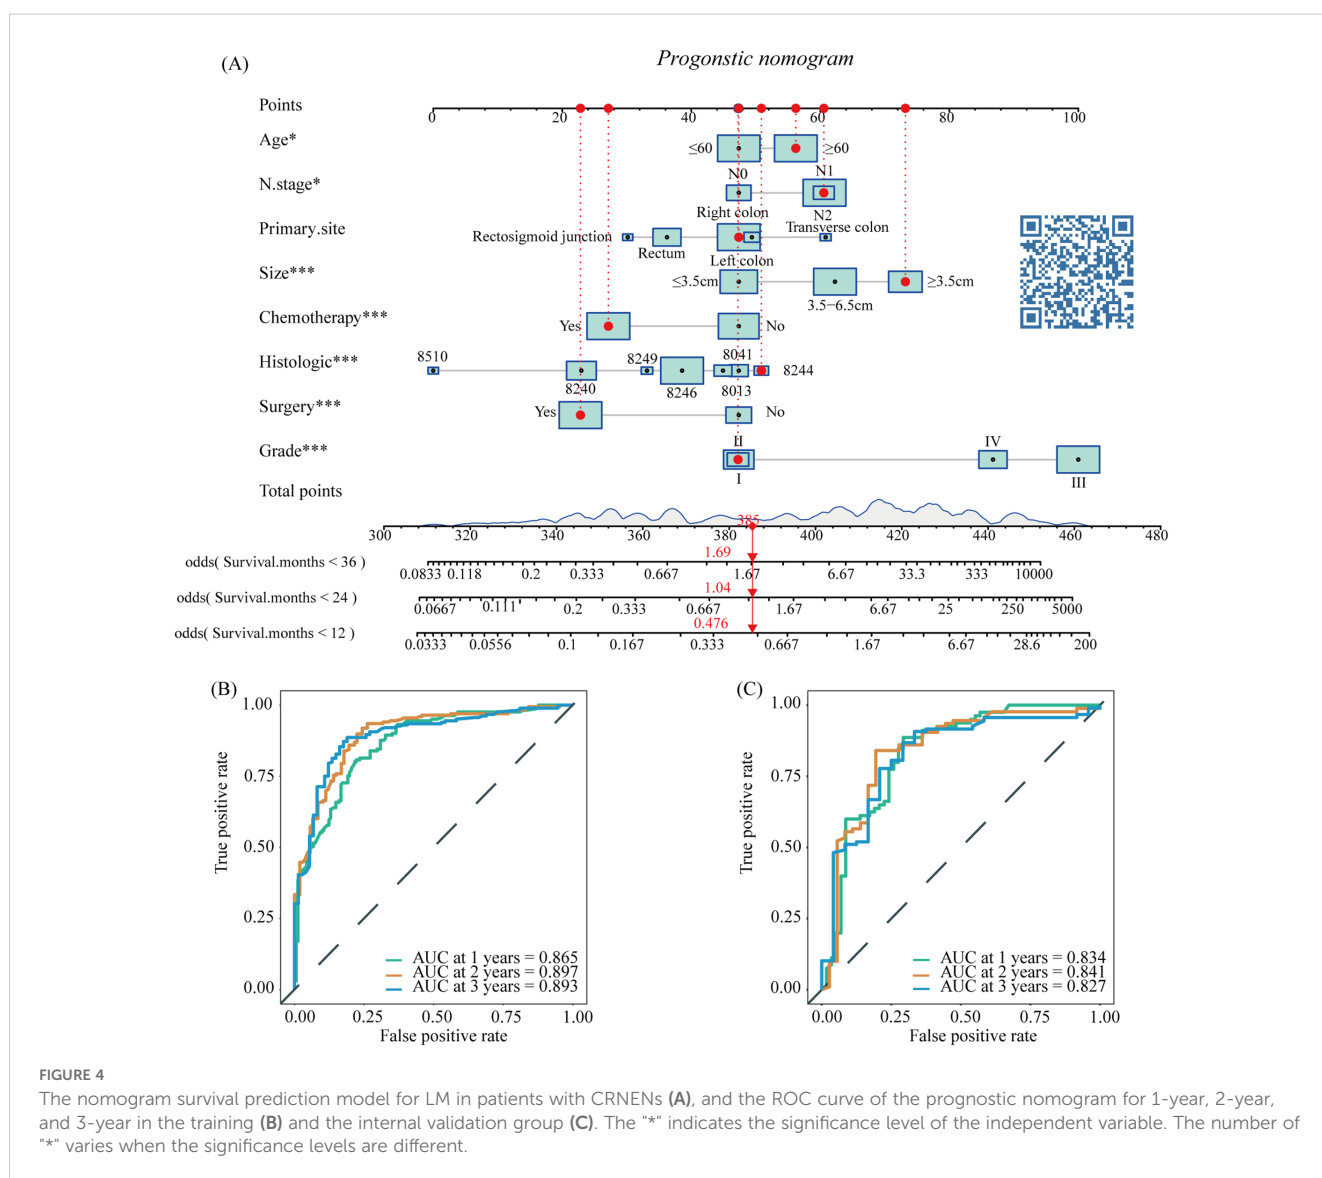 (A)
Progonstic nomogram
Points
0 20 40 60 80 100
Age*
≤60 ≥60
N0 N1
N.stage*
N2
Right colon
Primary.site
Rectosigmoid junction
Transverse colon
Rectum
Left colon
Size***
≤3.5cm ≥3.5cm
3.5−6.5cm
Chemotherapy***
Yes No
8510 8249 8041
Histologic***
8244
8240 8246 8013
Surgery***
Yes No
II IV
Grade***
I III
Total points
385
300 320 340 360 380 400 420 440 460 480
1.69
odds( Survival.months < 36 )
0.0833 0.118 0.2 0.333 0.667 1.67 6.67 33.3 333 10000
1.04
odds( Survival.months < 24 )
0.0667 0.111 0.2 0.333 0.667 1.67 6.67 25 250 5000
0.476
odds( Survival.months < 12 )
0.0333 0.0556 0.1 0.167 0.333 0.667 1.67 6.67 28.6 200
(B)
True positive rate
1.00
0.75
0.50
0.25
0.00
AUC at 1 years = 0.865
AUC at 2 years = 0.897
AUC at 3 years = 0.893
0.00 0.25 0.50 0.75 1.00
False positive rate
(C)
True positive rate
1.00
0.75
0.50
0.25
0.00
AUC at 1 years = 0.834
AUC at 2 years = 0.841
AUC at 3 years = 0.827
0.00 0.25 0.50 0.75 1.00
False positive rate
FIGURE 4
The nomogram survival prediction model for LM in patients with CRNENs (A), and the ROC curve of the prognostic nomogram for 1-year, 2-year,
and 3-year in the training (B) and the internal validation group (C). The "*" indicates the significance level of the independent variable. The number of
"*" varies when the significance levels are different.